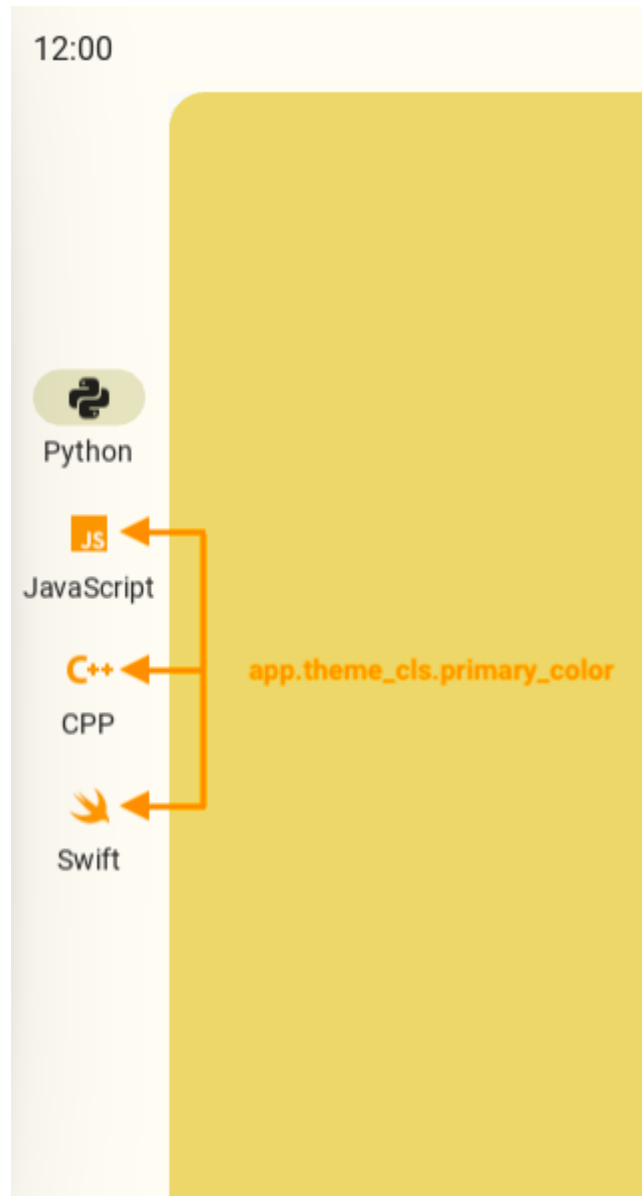 12:00
Python
JS
JavaScript
C++
app.theme_cls.primary_color
CPP
Swift